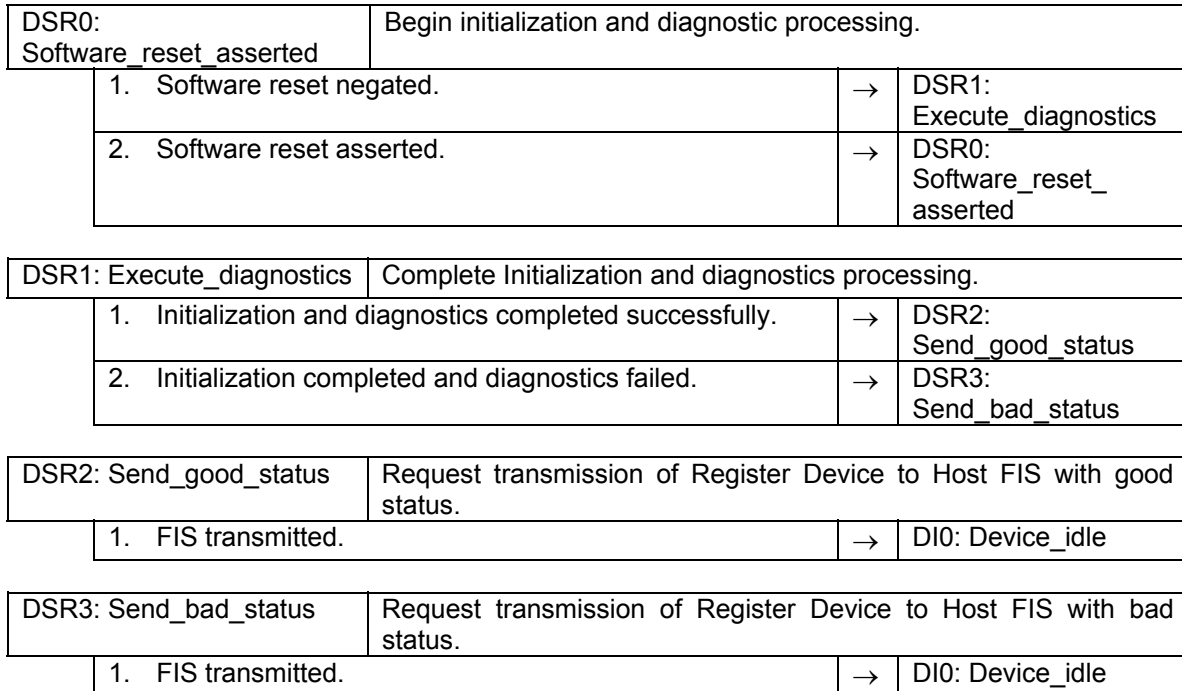 DSR0: Begin initialization and diagnostic processing.
Software_reset_asserted
1. Software reset negated. → DSR1:
Execute_diagnostics
2. Software reset asserted. → DSR0:
Software_reset_
asserted
DSR1: Execute_diagnostics Complete Initialization and diagnostics processing.
1. Initialization and diagnostics completed successfully. → DSR2:
Send_good_status
2. Initialization completed and diagnostics failed. → DSR3:
Send_bad_status
DSR2: Send_good_status Request transmission of Register Device to Host FIS with good
status.
1. FIS transmitted. → DI0: Device_idle
DSR3: Send_bad_status Request transmission of Register Device to Host FIS with bad
status.
1. FIS transmitted. → DI0: Device_idle